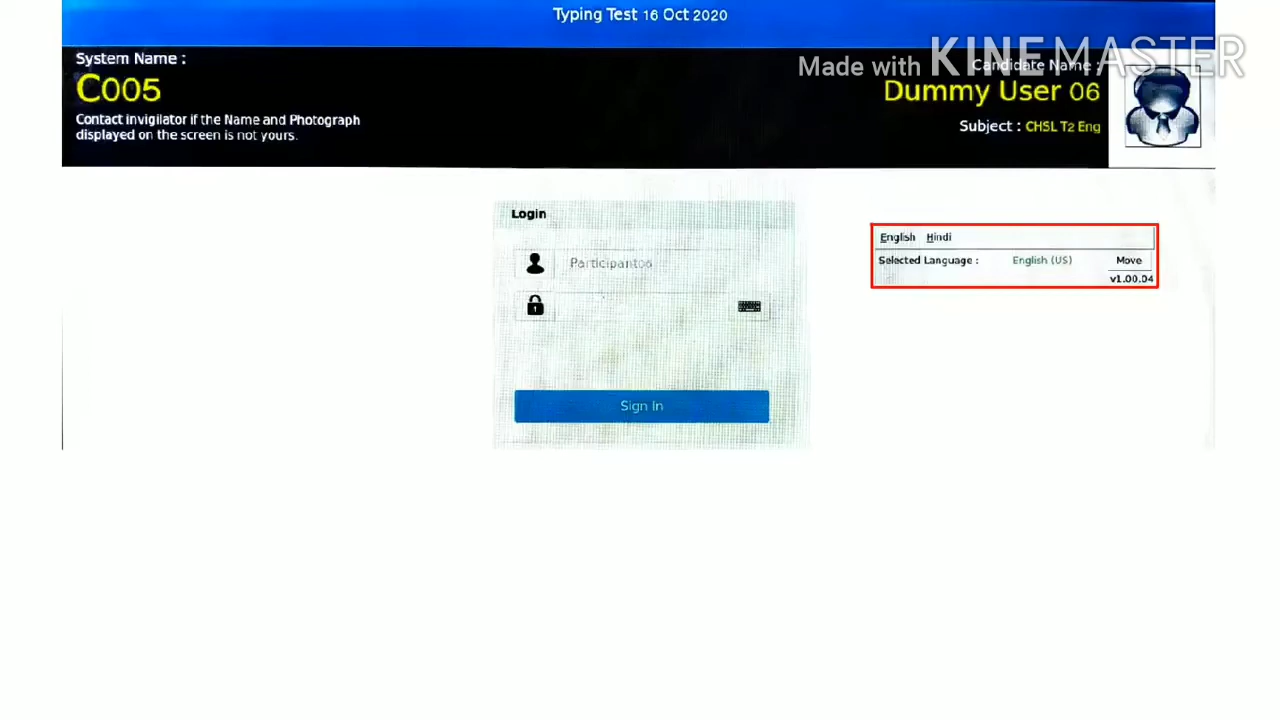 Typing Test 16 Oct 2020
Made with KINEMASTER
System Name :
C005
Contact invigilator if the Name and Photograph
displayed on the screen is not yours.
Candidate Name :
Dummy User 06
Subject : CHSL T2 Eng
Login
Participant06
Sign In
English Hindi
Selected Language : English (US) Move
v1.00.04